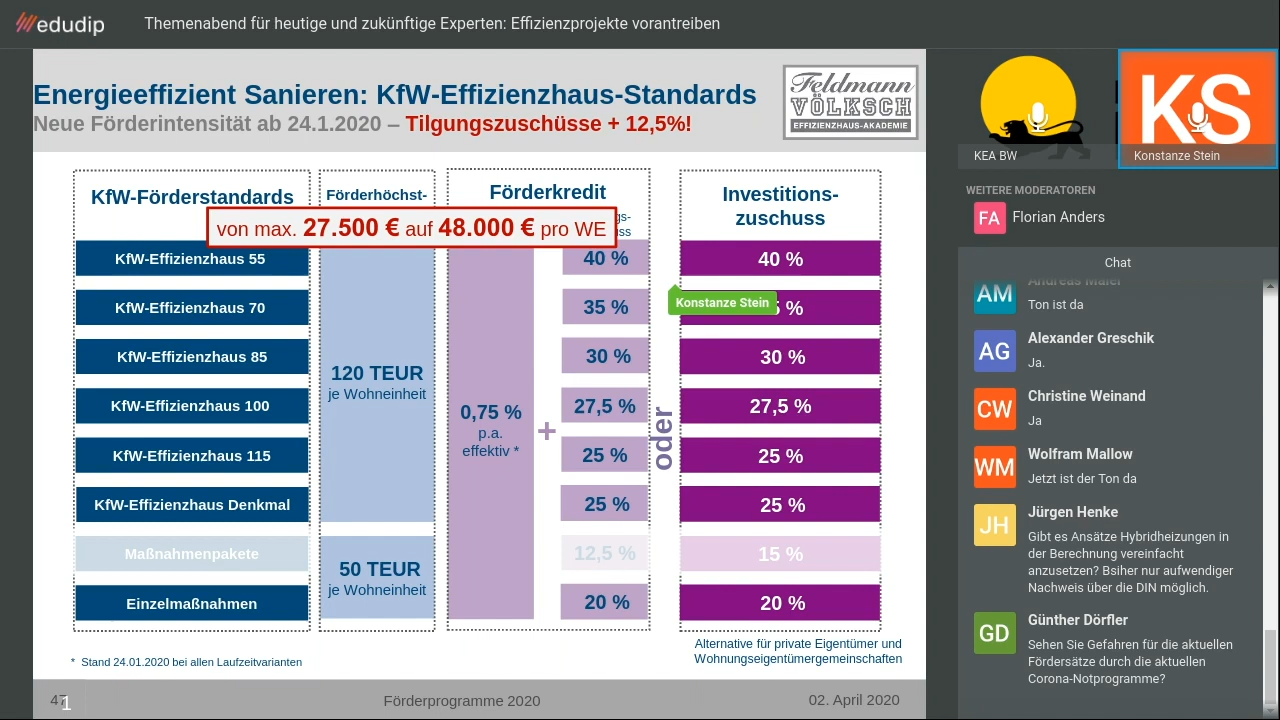 edudip
Themenabend für heutige und zukünftige Experten: Effizienzprojekte vorantreiben
Energieeffizient Sanieren: KfW-Effizienzhaus-Standards
Neue Förderintensität ab 24.1.2020 – Tilgungszuschüsse + 12,5%!
Feldmann
VÖLKSCH
EFFIZIENZHAUS-AKADEMIE
KfW-Förderstandards
Förderhöchst-
Förderkredit
Investitions-
zuschuss
von max. 27.500 € auf 48.000 € pro WE
KfW-Effizienzhaus 55
40 %
40 %
KfW-Effizienzhaus 70
35 %
Konstanze Stein
5 %
KfW-Effizienzhaus 85
30 %
30 %
120 TEUR
je Wohneinheit
KfW-Effizienzhaus 100
27,5 %
27,5 %
0,75 %
p.a.
effektiv *
+
oder
KfW-Effizienzhaus 115
25 %
25 %
KfW-Effizienzhaus Denkmal
25 %
25 %
Maßnahmenpakete
12,5 %
15 %
50 TEUR
je Wohneinheit
Einzelmaßnahmen
20 %
20 %
* Stand 24.01.2020 bei allen Laufzeitvarianten
Alternative für private Eigentümer und
Wohnungseigentümergemeinschaften
47
1
Förderprogramme 2020
02. April 2020
KEA BW
KS
Konstanze Stein
WEITERE MODERATOREN
FA
Florian Anders
Chat
Andreas Maier
AM
Ton ist da
AG
Alexander Greschik
Ja.
CW
Christine Weinand
Ja
WM
Wolfram Mallow
Jetzt ist der Ton da
JH
Jürgen Henke
Gibt es Ansätze Hybridheizungen in
der Berechnung vereinfacht
anzusetzen? Bsiher nur aufwendiger
Nachweis über die DIN möglich.
GD
Günther Dörfler
Sehen Sie Gefahren für die aktuellen
Fördersätze durch die aktuellen
Corona-Notprogramme?